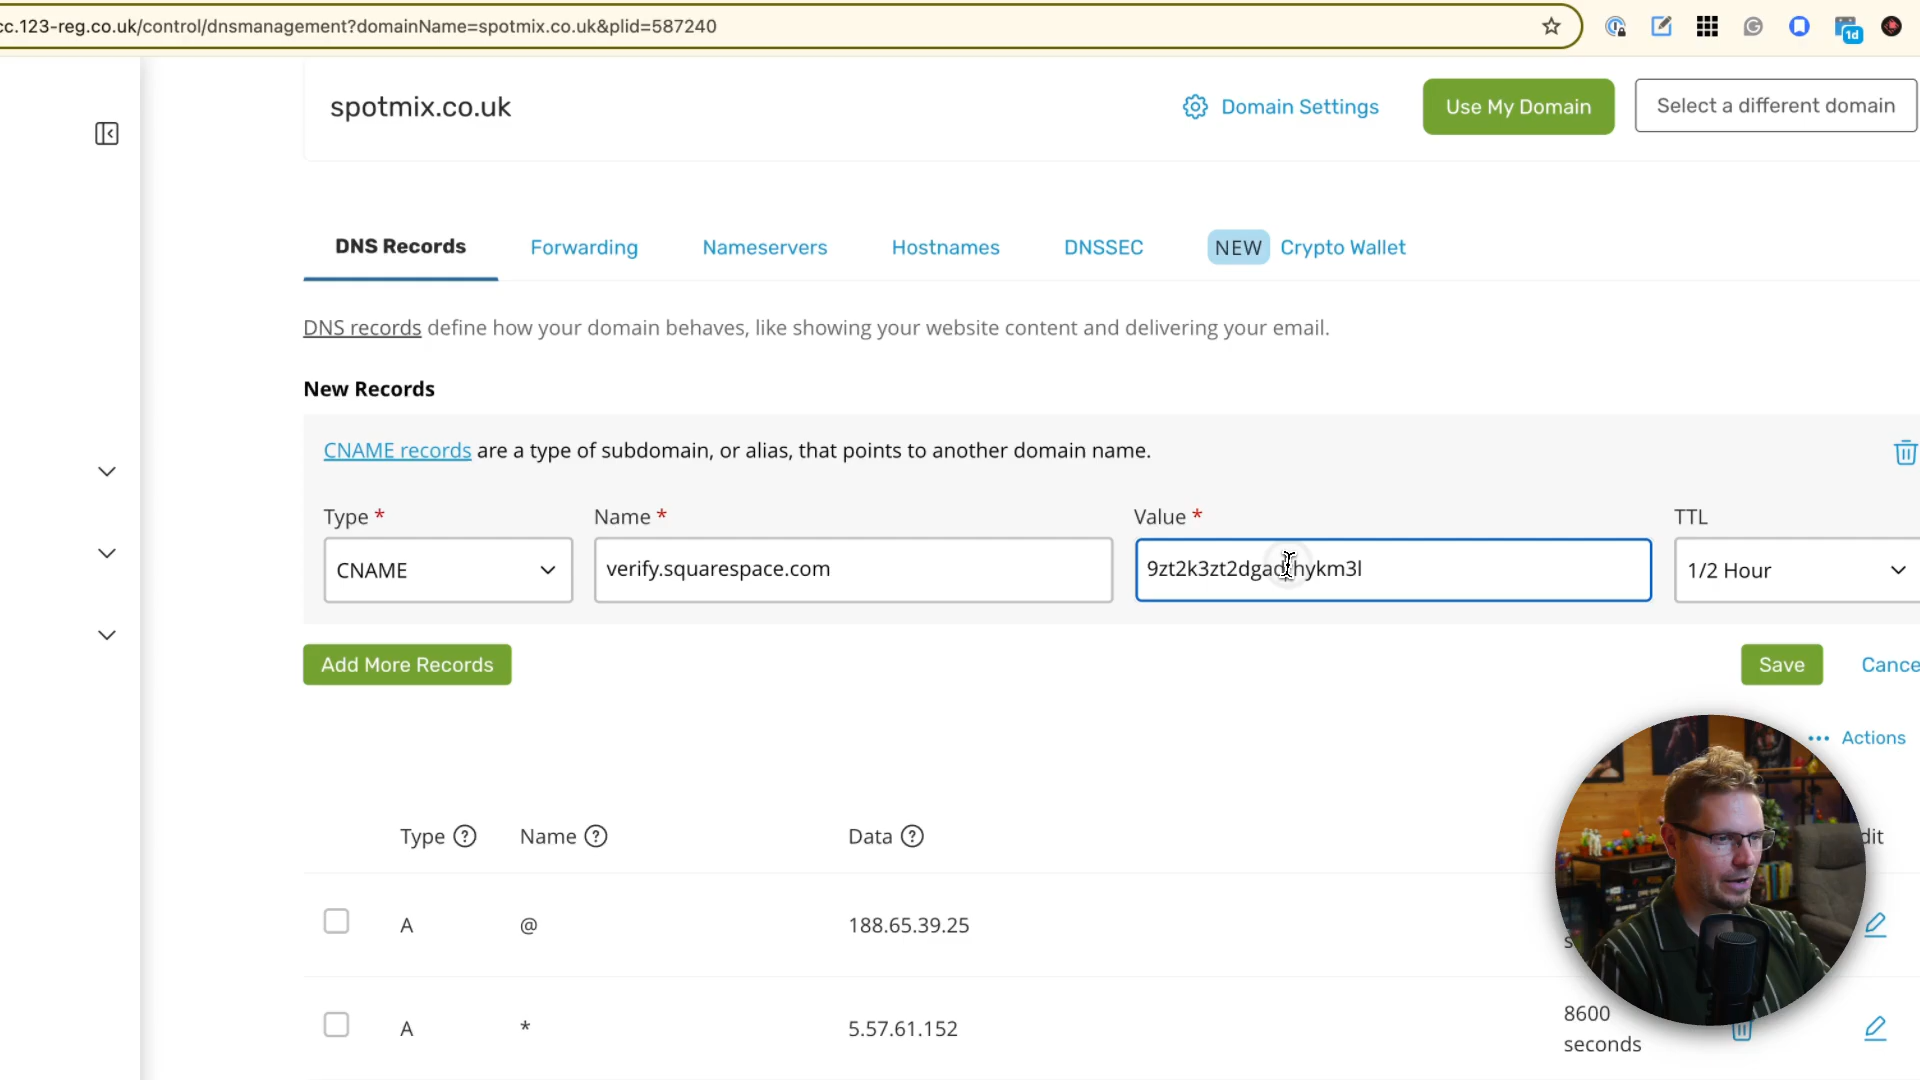 cc.123-reg.co.uk/control/dnsmanagement?domainName=spotmix.co.uk&plid=587240
1d
spotmix.co.uk
Domain Settings
Use My Domain
Select a different domain
DNS Records
Forwarding
Nameservers
Hostnames
DNSSEC
NEW Crypto Wallet
DNS records define how your domain behaves, like showing your website content and delivering your email.
New Records
CNAME records are a type of subdomain, or alias, that points to another domain name.
Type *
Name *
Value *
TTL
CNAME
verify.squarespace.com
1/2 Hour
Add More Records
Save
Cance
Actions
Type
Name
Data
dit
A
@
188.65.39.25
s
A
*
5.57.61.152
8600
seconds